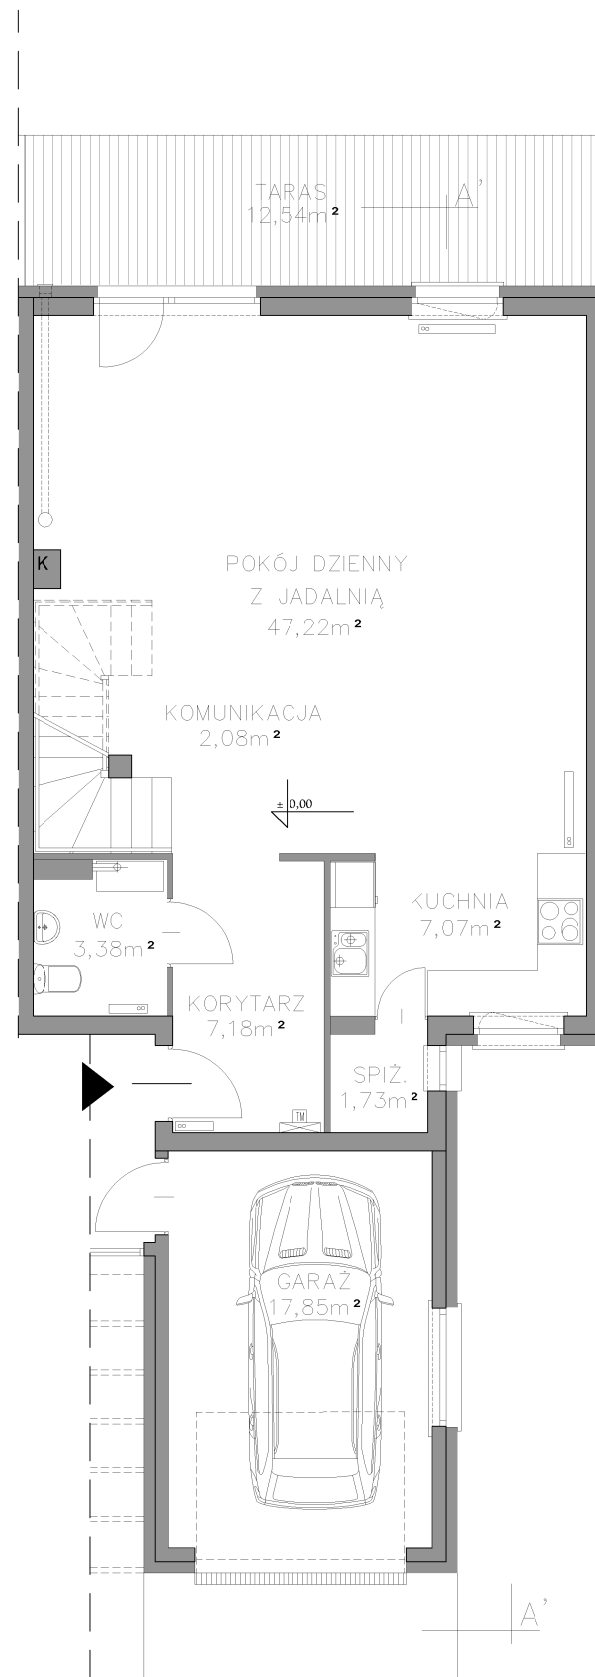 TARAS
12,54m²
A'
K
POKÓJ DZIENNY
Z JADALNIĄ
47,22m²
KOMUNIKACJA
2,08m²
± 0,00
KUCHNIA
7,07m²
WC
3,38m²
KORYTARZ
7,18m²
SPIŻ.
1,73m²
TM
GARAŻ
17,85m²
A'